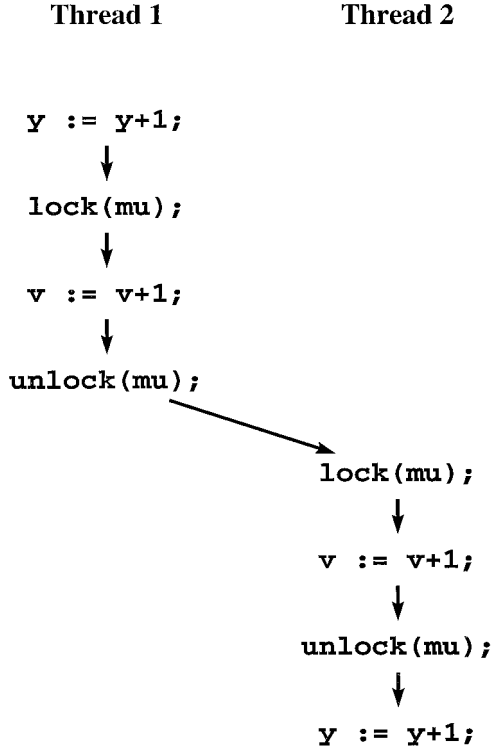 Thread 1
Thread 2
y := y+1;
lock(mu);
v := v+1;
unlock(mu);
lock(mu);
v := v+1;
unlock(mu);
y := y+1;